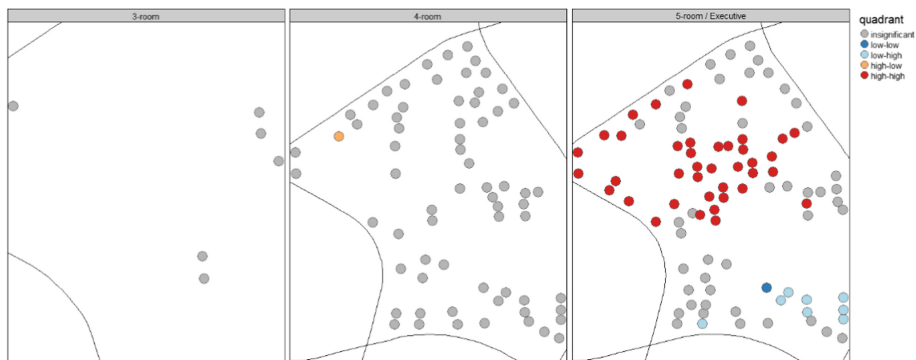 3-room
4-room
5-room / Executive
quadrant
insignificant
low-low
low-high
high-low
high-high